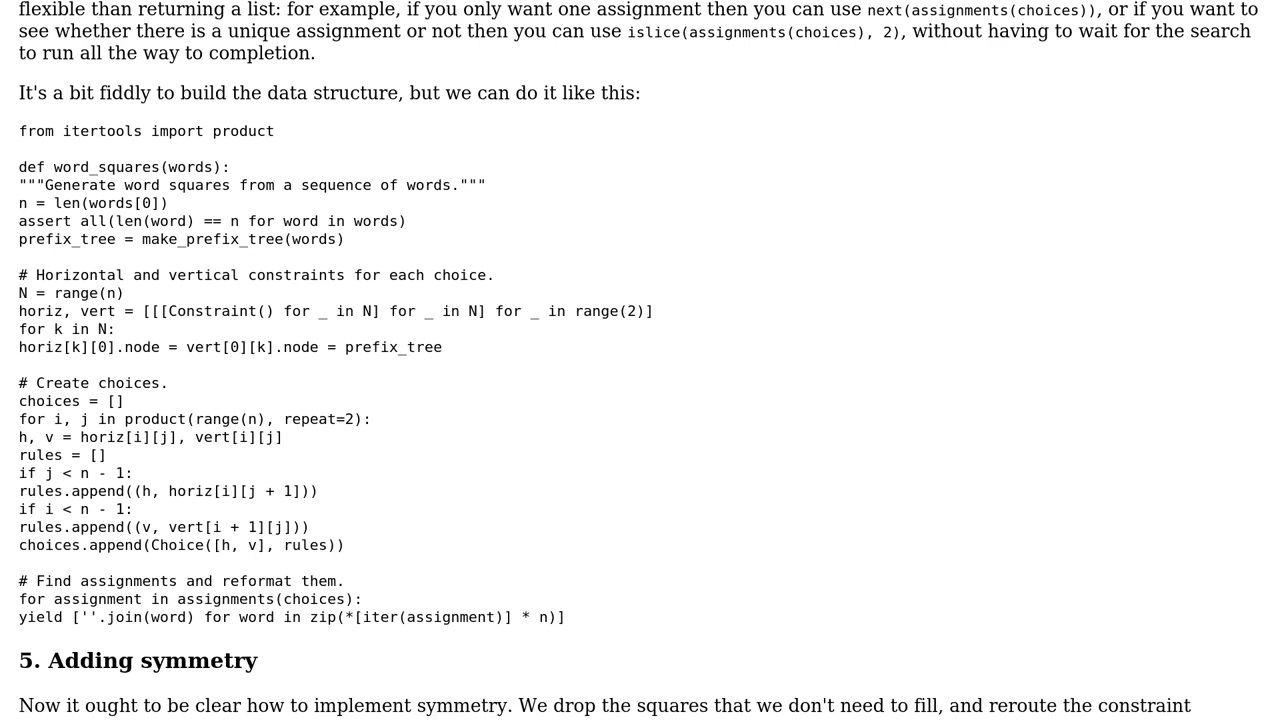 flexible than returning a list: for example, if you only want one assignment then you can use next(assignments(choices)), or if you want to
see whether there is a unique assignment or not then you can use islice(assignments(choices), 2), without having to wait for the search
to run all the way to completion.
It's a bit fiddly to build the data structure, but we can do it like this:
from itertools import product
def word_squares(words):
"""Generate word squares from a sequence of words."""
n = len(words[0])
assert all(len(word) == n for word in words)
prefix_tree = make_prefix_tree(words)
# Horizontal and vertical constraints for each choice.
N = range(n)
horiz, vert = [[[Constraint() for _ in N] for _ in N] for _ in range(2)]
for k in N:
horiz[k][0].node = vert[0][k].node = prefix_tree
# Create choices.
choices = []
for i, j in product(range(n), repeat=2):
h, v = horiz[i][j], vert[i][j]
rules = []
if j < n - 1:
rules.append((h, horiz[i][j + 1]))
if i < n - 1:
rules.append((v, vert[i + 1][j]))
choices.append(Choice([h, v], rules))
# Find assignments and reformat them.
for assignment in assignments(choices):
yield [''.join(word) for word in zip(*[iter(assignment)] * n)]
5. Adding symmetry
Now it ought to be clear how to implement symmetry. We drop the squares that we don't need to fill, and reroute the constraint